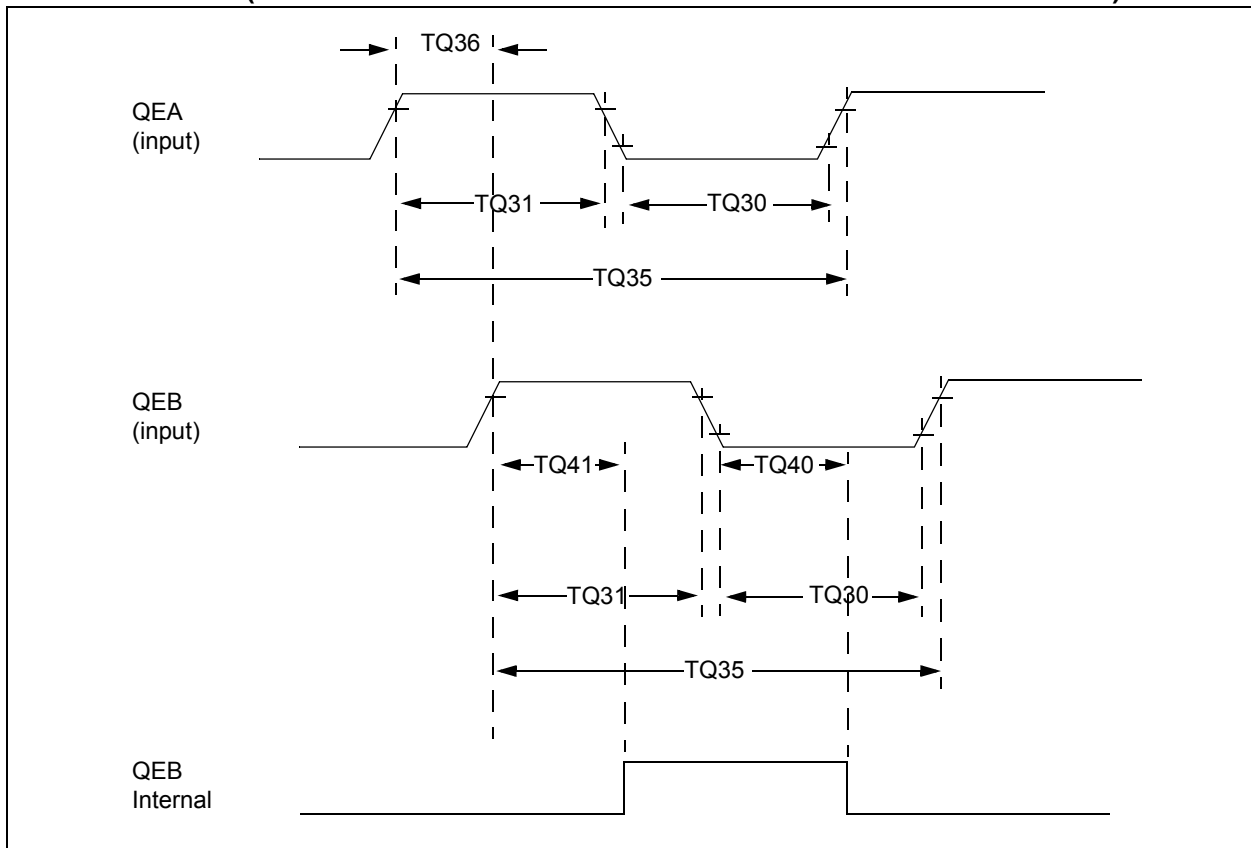 TQ36
QEA
(input)
TQ31
TQ30
TQ35
QEB
(input)
TQ41
TQ40
TQ31
TQ30
TQ35
QEB
Internal